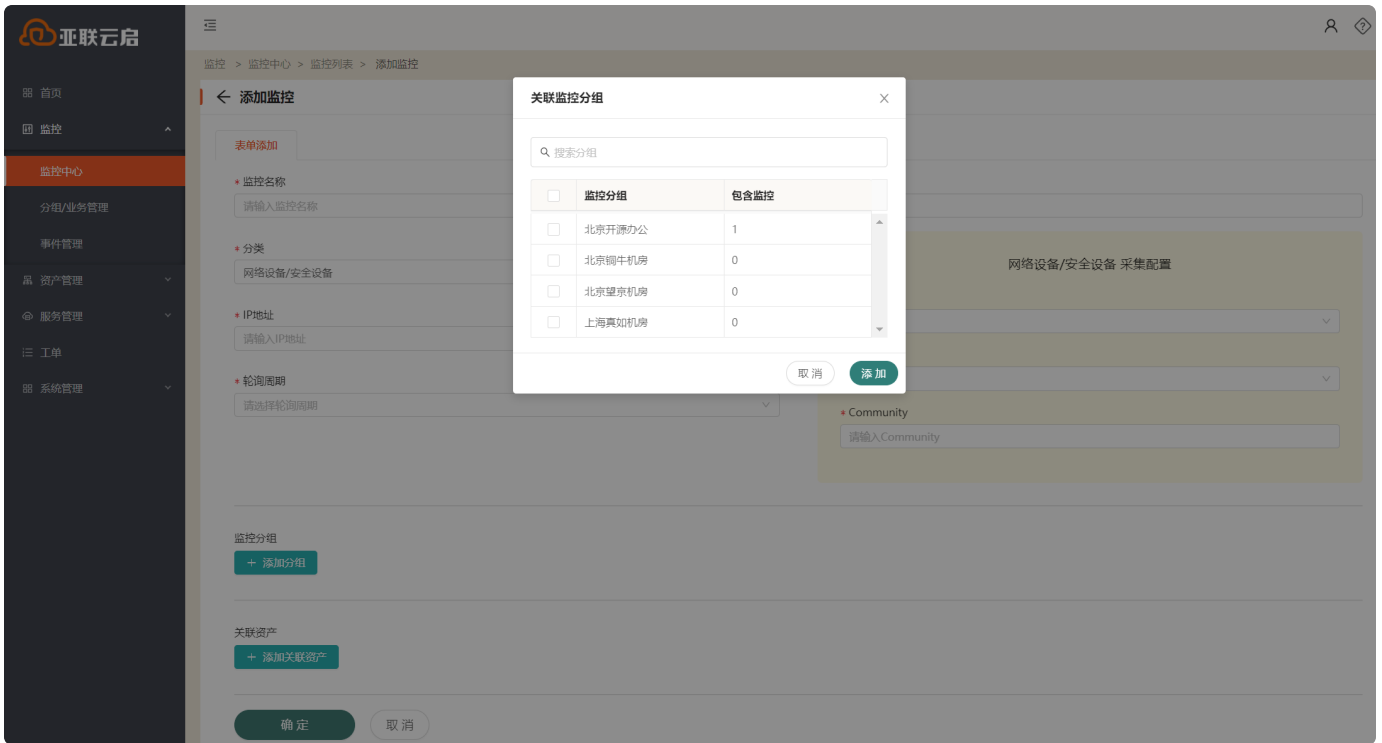 亚联云启
首页
监控
监控中心
分组/业务管理
事件管理
资产管理
服务管理
工单
系统管理
监控 > 监控中心 > 监控列表 > 添加监控
← 添加监控
表单添加
* 监控名称
请输入监控名称
* 分类
网络设备/安全设备
* IP地址
请输入IP地址
* 轮询周期
请选择轮询周期
网络设备/安全设备 采集配置
* Community
请输入Community
监控分组
+ 添加分组
关联资产
+ 添加关联资产
确定 取消
关联监控分组
搜索分组
监控分组 包含监控
北京开源办公 1
北京铜牛机房 0
北京望京机房 0
上海真如机房 0
取消 添加